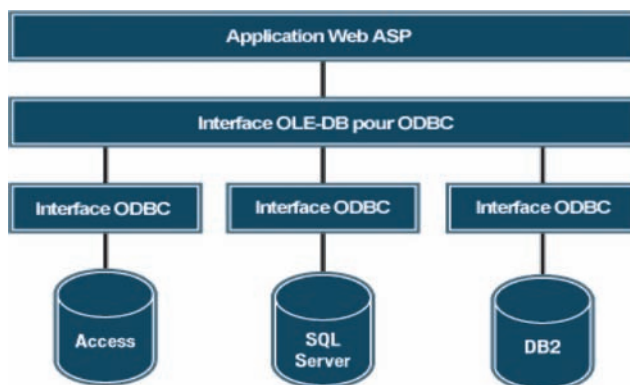 Application Web ASP
Interface OLE-DB pour ODBC
Interface ODBC
Interface ODBC
Interface ODBC
Access
SQL
Server
DB2